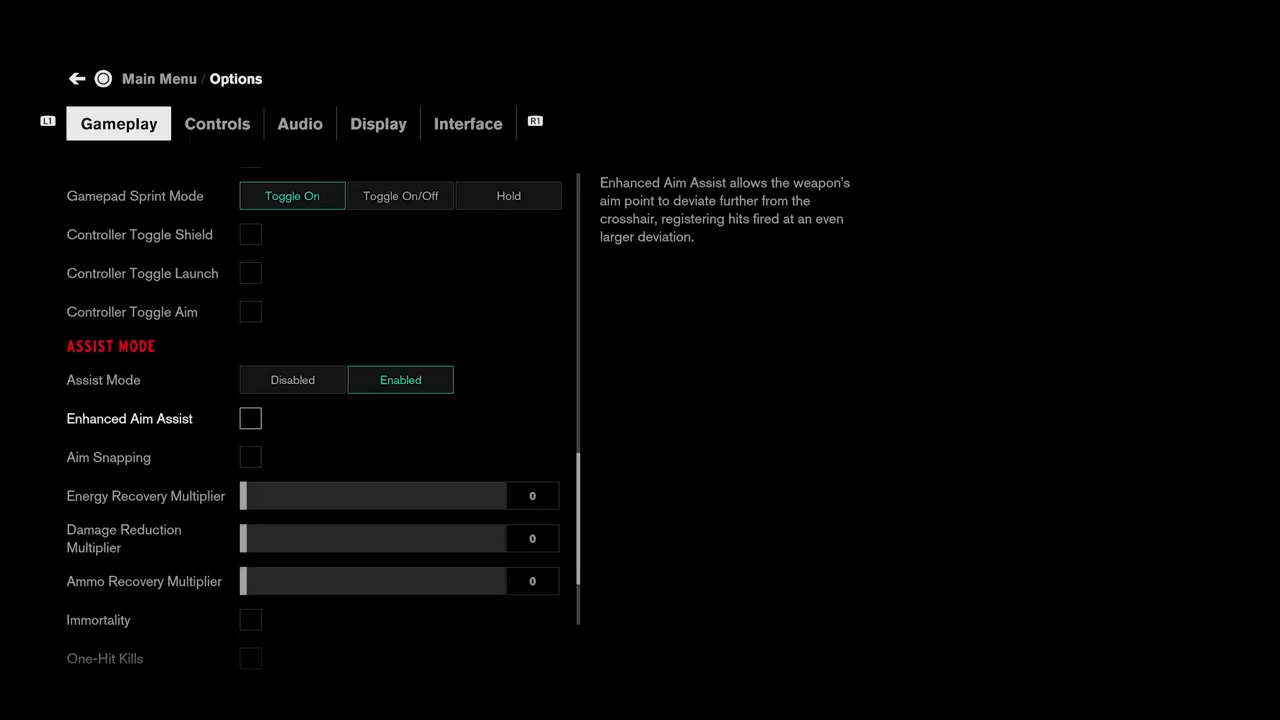 Main Menu / Options
L1 Gameplay Controls Audio Display Interface R1
Gamepad Sprint Mode Toggle On Toggle On/Off Hold
Controller Toggle Shield
Controller Toggle Launch
Controller Toggle Aim
ASSIST MODE
Assist Mode Disabled Enabled
Enhanced Aim Assist
Aim Snapping
Energy Recovery Multiplier 0
Damage Reduction
Multiplier 0
Ammo Recovery Multiplier 0
Immortality
One-Hit Kills
Enhanced Aim Assist allows the weapon's
aim point to deviate further from the
crosshair, registering hits fired at an even
larger deviation.